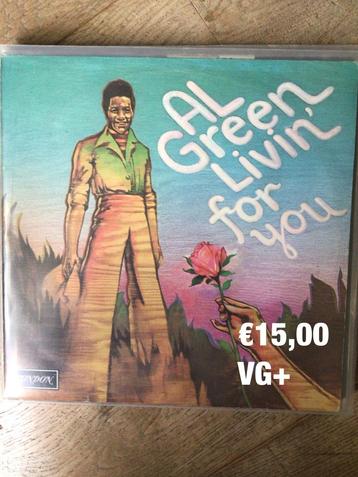 AL
Green
Livin'
for
you
€15,00
VG+
LONDON